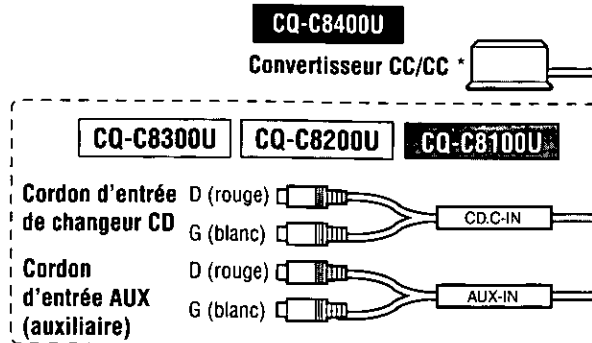 CQ-C8400U
Convertisseur CC/CC *
CQ-C8300U CQ-C8200U CQ-C8100U
Cordon d'entrée
de changeur CD
D (rouge)
G (blanc)
CD.C-IN
Cordon
d'entrée AUX
(auxiliaire)
D (rouge)
G (blanc)
AUX-IN